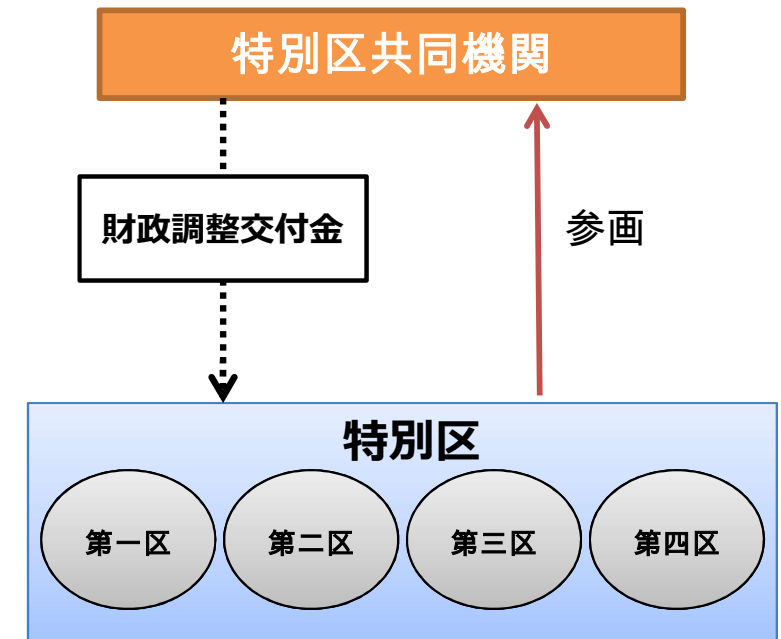 特別区共同機関
財政調整交付金
参画
特別区
第一区
第二区
第三区
第四区